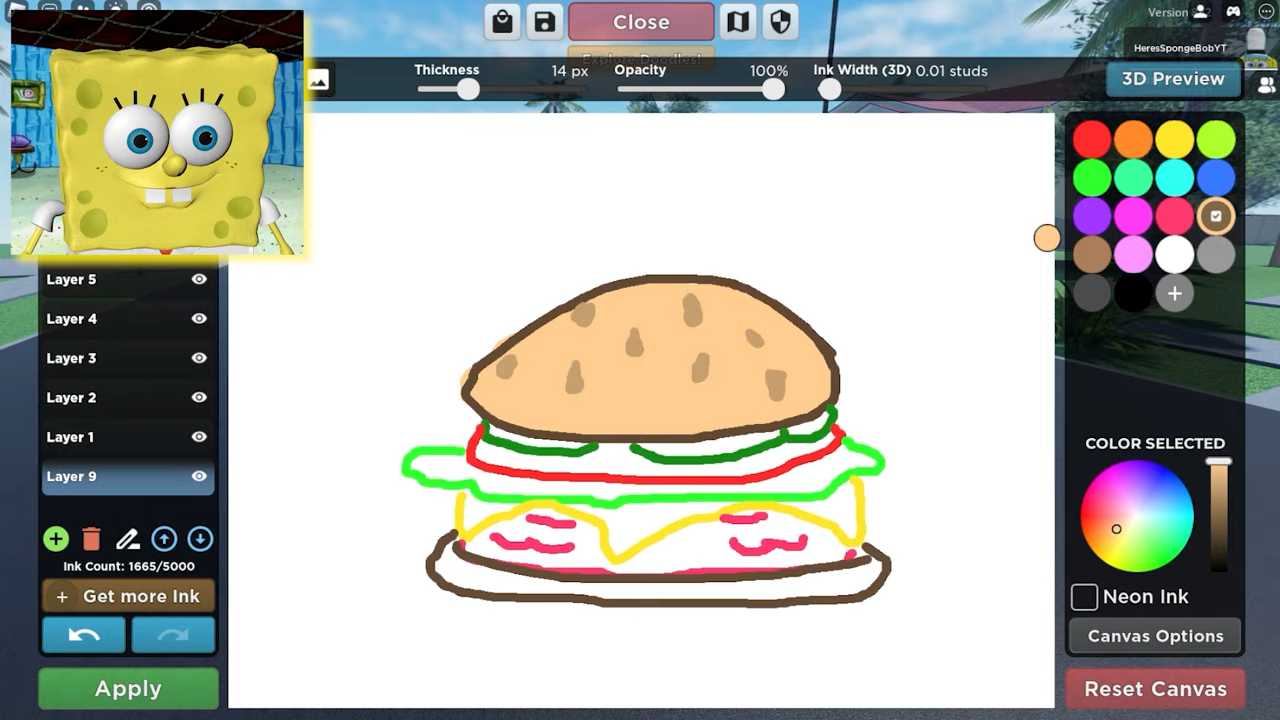 Close
Version
Explore Doodles!
HeresSpongeBobYT
Thickness 14 px Opacity 100% Ink Width (3D) 0.01 studs
3D Preview
Layer 5
Layer 4
Layer 3
Layer 2
Layer 1
Layer 9
Ink Count: 1665/5000
+ Get more Ink
Apply
COLOR SELECTED
Neon Ink
Canvas Options
Reset Canvas